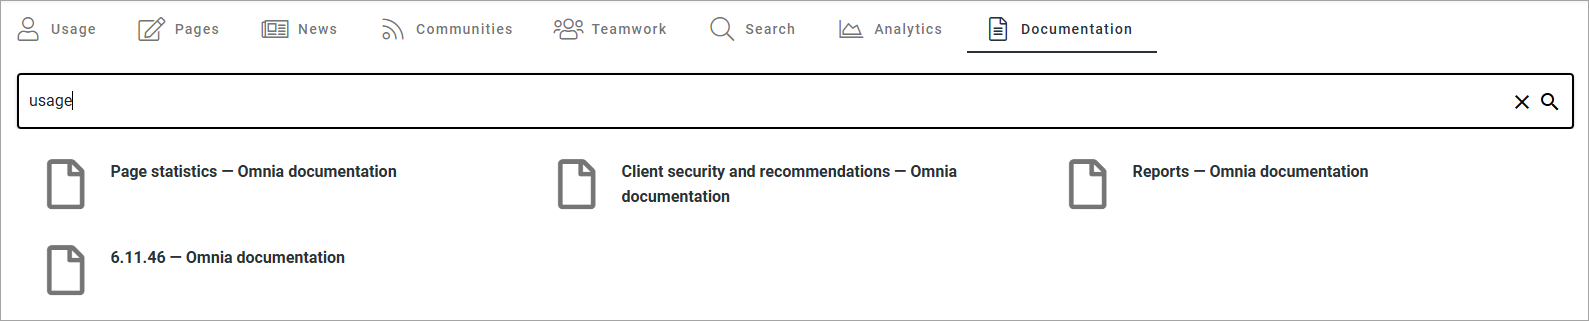 Usage Pages News Communities Teamwork Search Analytics Documentation
usage
Page statistics — Omnia documentation
Client security and recommendations — Omnia
documentation
Reports — Omnia documentation
6.11.46 — Omnia documentation